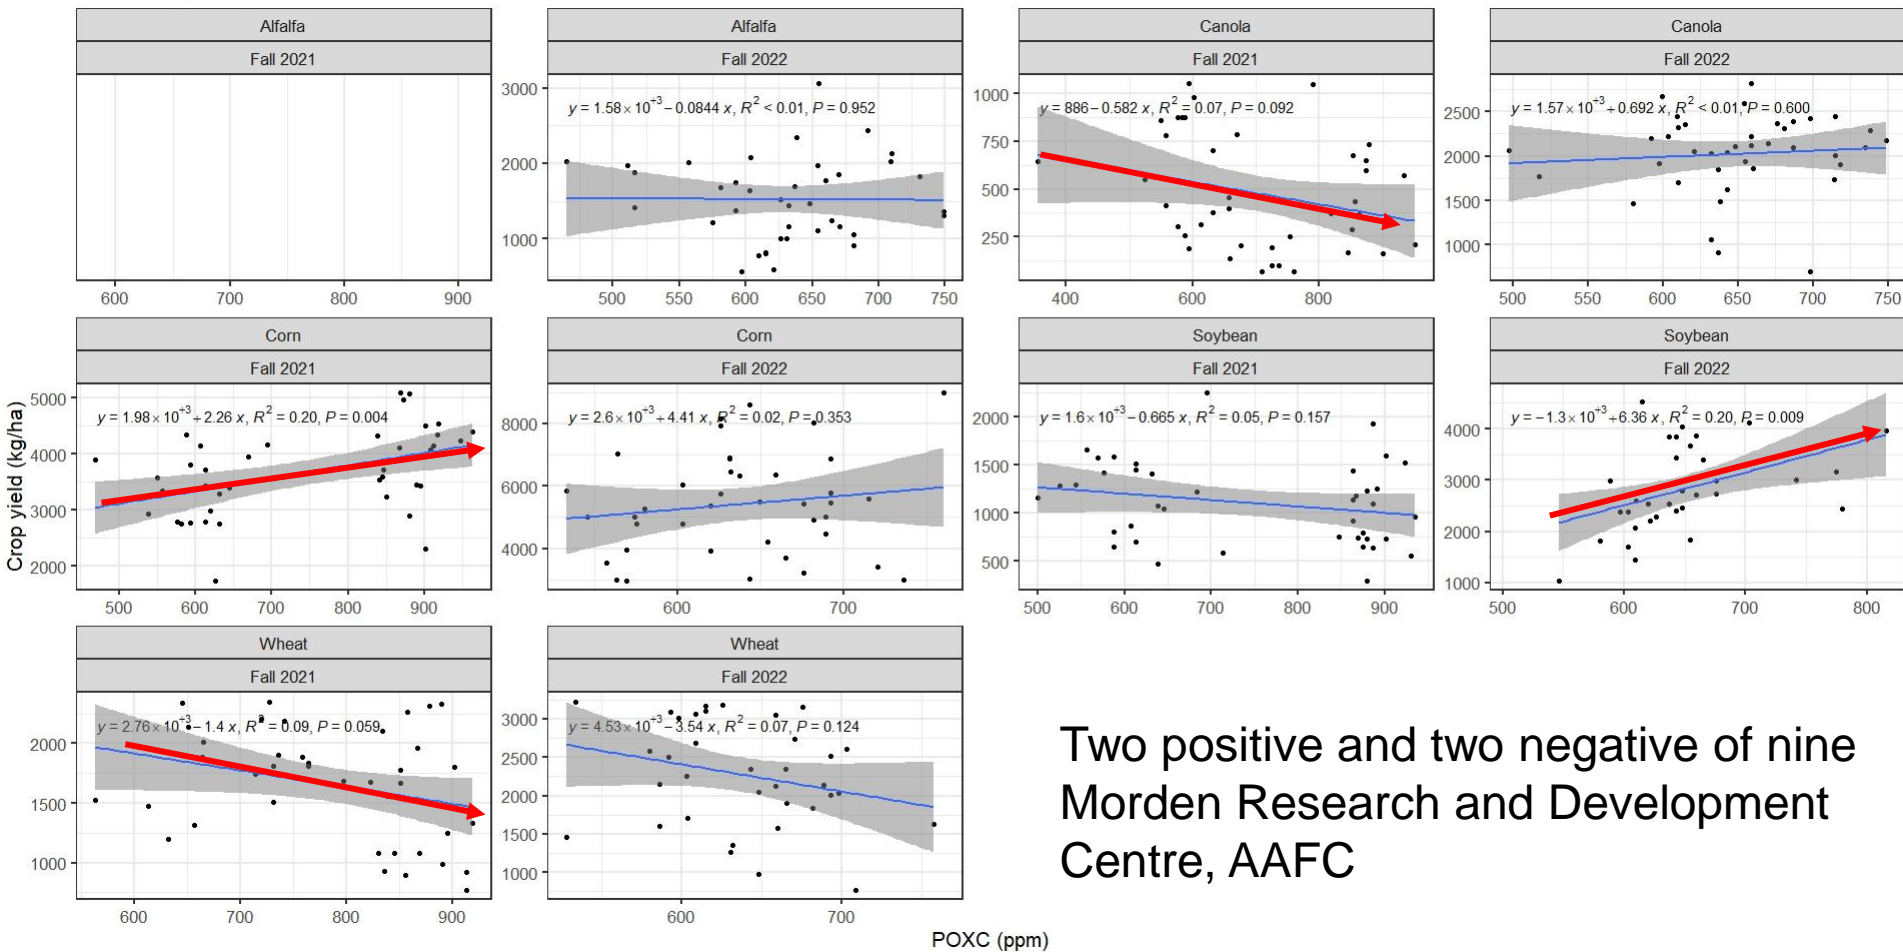 Alfalfa
Fall 2021
600 700 800 900
Alfalfa
Fall 2022
y = 1.58 × 10⁺³ − 0.0844 x, R² < 0.01, P = 0.952
3000
2000
1000
500 550 600 650 700 750
Canola
Fall 2021
y = 886 − 0.582 x, R² = 0.07, P = 0.092
1000
750
500
250
400 600 800
Canola
Fall 2022
y = 1.57 × 10⁺³ + 0.692 x, R² < 0.01, P = 0.600
2500
2000
1500
1000
500 550 600 650 700 750
Crop yield (kg/ha)
Corn
Fall 2021
y = 1.98 × 10⁺³ + 2.26 x, R² = 0.20, P = 0.004
5000
4000
3000
2000
500 600 700 800 900
Corn
Fall 2022
y = 2.6 × 10⁺³ + 4.41 x, R² = 0.02, P = 0.353
8000
6000
4000
600 700
Soybean
Fall 2021
y = 1.6 × 10⁺³ − 0.665 x, R² = 0.05, P = 0.157
2000
1500
1000
500
500 600 700 800 900
Soybean
Fall 2022
y = −1.3 × 10⁺³ + 6.36 x, R² = 0.20, P = 0.009
4000
3000
2000
1000
500 600 700 800
Wheat
Fall 2021
y = 2.76 × 10⁺³ − 1.4 x, R² = 0.09, P = 0.059
2000
1500
1000
600 700 800 900
Wheat
Fall 2022
y = 4.53 × 10⁺³ − 3.54 x, R² = 0.07, P = 0.124
3000
2500
2000
1500
1000
600 700
POXC (ppm)
Two positive and two negative of nine
Morden Research and Development
Centre, AAFC